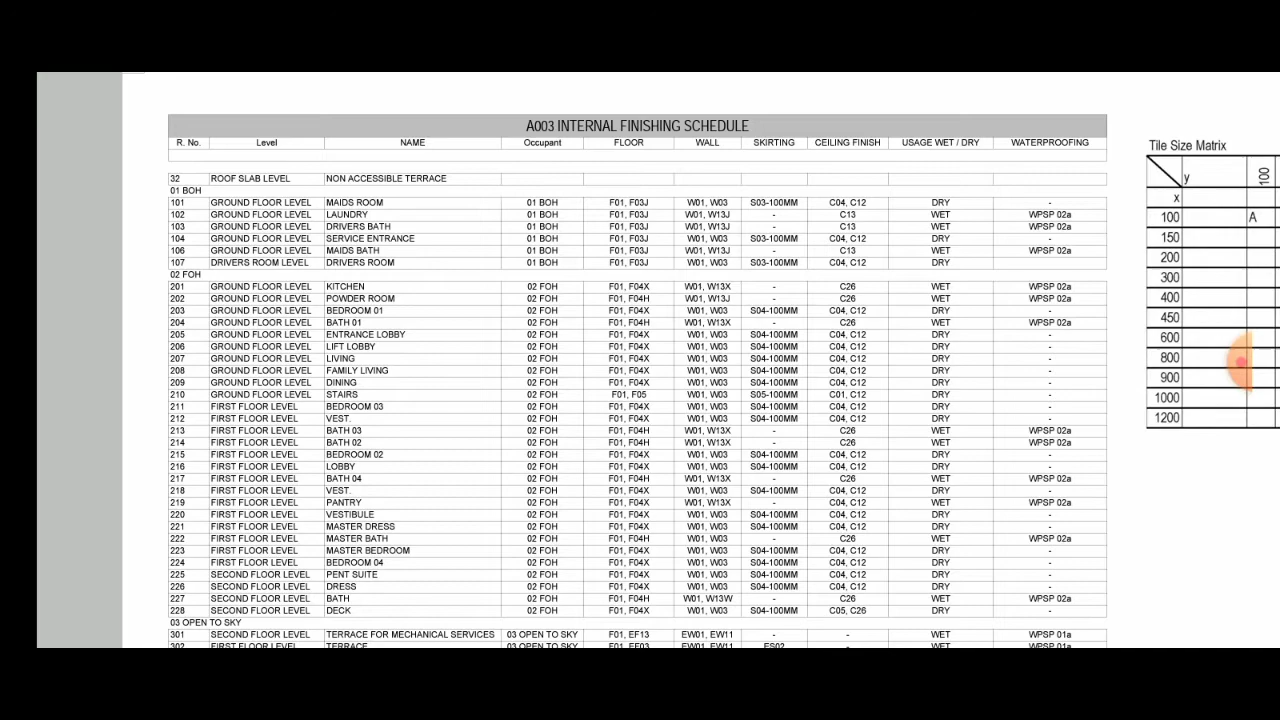 A003 INTERNAL FINISHING SCHEDULE
R. No. Level NAME Occupant FLOOR WALL SKIRTING CEILING FINISH USAGE WET / DRY WATERPROOFING
32 ROOF SLAB LEVEL NON ACCESSIBLE TERRACE
01 BOH
101 GROUND FLOOR LEVEL MAIDS ROOM 01 BOH F01, F03J W01, W03 S03-100MM C04, C12 DRY -
102 GROUND FLOOR LEVEL LAUNDRY 01 BOH F01, F03J W01, W13J - C13 WET WPSP 02a
103 GROUND FLOOR LEVEL DRIVERS BATH 01 BOH F01, F03J W01, W13J - C13 WET WPSP 02a
104 GROUND FLOOR LEVEL SERVICE ENTRANCE 01 BOH F01, F03J W01, W03 S03-100MM C04, C12 DRY -
106 GROUND FLOOR LEVEL MAIDS BATH 01 BOH F01, F03J W01, W13J - C13 WET WPSP 02a
107 DRIVERS ROOM LEVEL DRIVERS ROOM 01 BOH F01, F03J W01, W03 S03-100MM C04, C12 DRY
02 FOH
201 GROUND FLOOR LEVEL KITCHEN 02 FOH F01, F04X W01, W13X - C26 WET WPSP 02a
202 GROUND FLOOR LEVEL POWDER ROOM 02 FOH F01, F04H W01, W13J - C26 WET WPSP 02a
203 GROUND FLOOR LEVEL BEDROOM 01 02 FOH F01, F04X W01, W03 S04-100MM C04, C12 DRY -
204 GROUND FLOOR LEVEL BATH 01 02 FOH F01, F04H W01, W13X - C26 WET WPSP 02a
205 GROUND FLOOR LEVEL ENTRANCE LOBBY 02 FOH F01, F04X W01, W03 S04-100MM C04, C12 DRY -
206 GROUND FLOOR LEVEL LIFT LOBBY 02 FOH F01, F04X W01, W03 S04-100MM C04, C12 DRY -
207 GROUND FLOOR LEVEL LIVING 02 FOH F01, F04X W01, W03 S04-100MM C04, C12 DRY -
208 GROUND FLOOR LEVEL FAMILY LIVING 02 FOH F01, F04X W01, W03 S04-100MM C04, C12 DRY -
209 GROUND FLOOR LEVEL DINING 02 FOH F01, F04X W01, W03 S04-100MM C04, C12 DRY -
210 GROUND FLOOR LEVEL STAIRS 02 FOH F01, F05 W01, W03 S05-100MM C01, C12 DRY -
211 FIRST FLOOR LEVEL BEDROOM 03 02 FOH F01, F04X W01, W03 S04-100MM C04, C12 DRY -
212 FIRST FLOOR LEVEL VEST. 02 FOH F01, F04X W01, W03 S04-100MM C04, C12 DRY -
213 FIRST FLOOR LEVEL BATH 03 02 FOH F01, F04H W01, W13X - C26 WET WPSP 02a
214 FIRST FLOOR LEVEL BATH 02 02 FOH F01, F04H W01, W13X - C26 WET WPSP 02a
215 FIRST FLOOR LEVEL BEDROOM 02 02 FOH F01, F04X W01, W03 S04-100MM C04, C12 DRY -
216 FIRST FLOOR LEVEL LOBBY 02 FOH F01, F04X W01, W03 S04-100MM C04, C12 DRY -
217 FIRST FLOOR LEVEL BATH 04 02 FOH F01, F04H W01, W13X - C26 WET WPSP 02a
218 FIRST FLOOR LEVEL VEST. 02 FOH F01, F04X W01, W03 S04-100MM C04, C12 DRY -
219 FIRST FLOOR LEVEL PANTRY 02 FOH F01, F04X W01, W13X - C04, C12 WET WPSP 02a
220 FIRST FLOOR LEVEL VESTIBULE 02 FOH F01, F04X W01, W03 S04-100MM C04, C12 DRY -
221 FIRST FLOOR LEVEL MASTER DRESS 02 FOH F01, F04X W01, W03 S04-100MM C04, C12 DRY -
222 FIRST FLOOR LEVEL MASTER BATH 02 FOH F01, F04H W01, W13X - C26 WET WPSP 02a
223 FIRST FLOOR LEVEL MASTER BEDROOM 02 FOH F01, F04X W01, W03 S04-100MM C04, C12 DRY -
224 FIRST FLOOR LEVEL BEDROOM 04 02 FOH F01, F04X W01, W03 S04-100MM C04, C12 DRY -
225 SECOND FLOOR LEVEL PENT SUITE 02 FOH F01, F04X W01, W03 S04-100MM C04, C12 DRY -
226 SECOND FLOOR LEVEL DRESS 02 FOH F01, F04X W01, W03 S04-100MM C04, C12 DRY -
227 SECOND FLOOR LEVEL BATH 02 FOH F01, F04H W01, W13W - C26 WET WPSP 02a
228 SECOND FLOOR LEVEL DECK 02 FOH F01, F04X W01, W03 S04-100MM C05, C26 DRY -
03 OPEN TO SKY
301 SECOND FLOOR LEVEL TERRACE FOR MECHANICAL SERVICES 03 OPEN TO SKY F01, EF13 EW01, EW11 - - WET WPSP 01a
302 FIRST FLOOR LEVEL TERRACE 03 OPEN TO SKY F01, EF03 EW01, EW11 ES02 - WET WPSP 01a
Tile Size Matrix
y 100
x
100 A
150
200
300
400
450
600
800
900
1000
1200